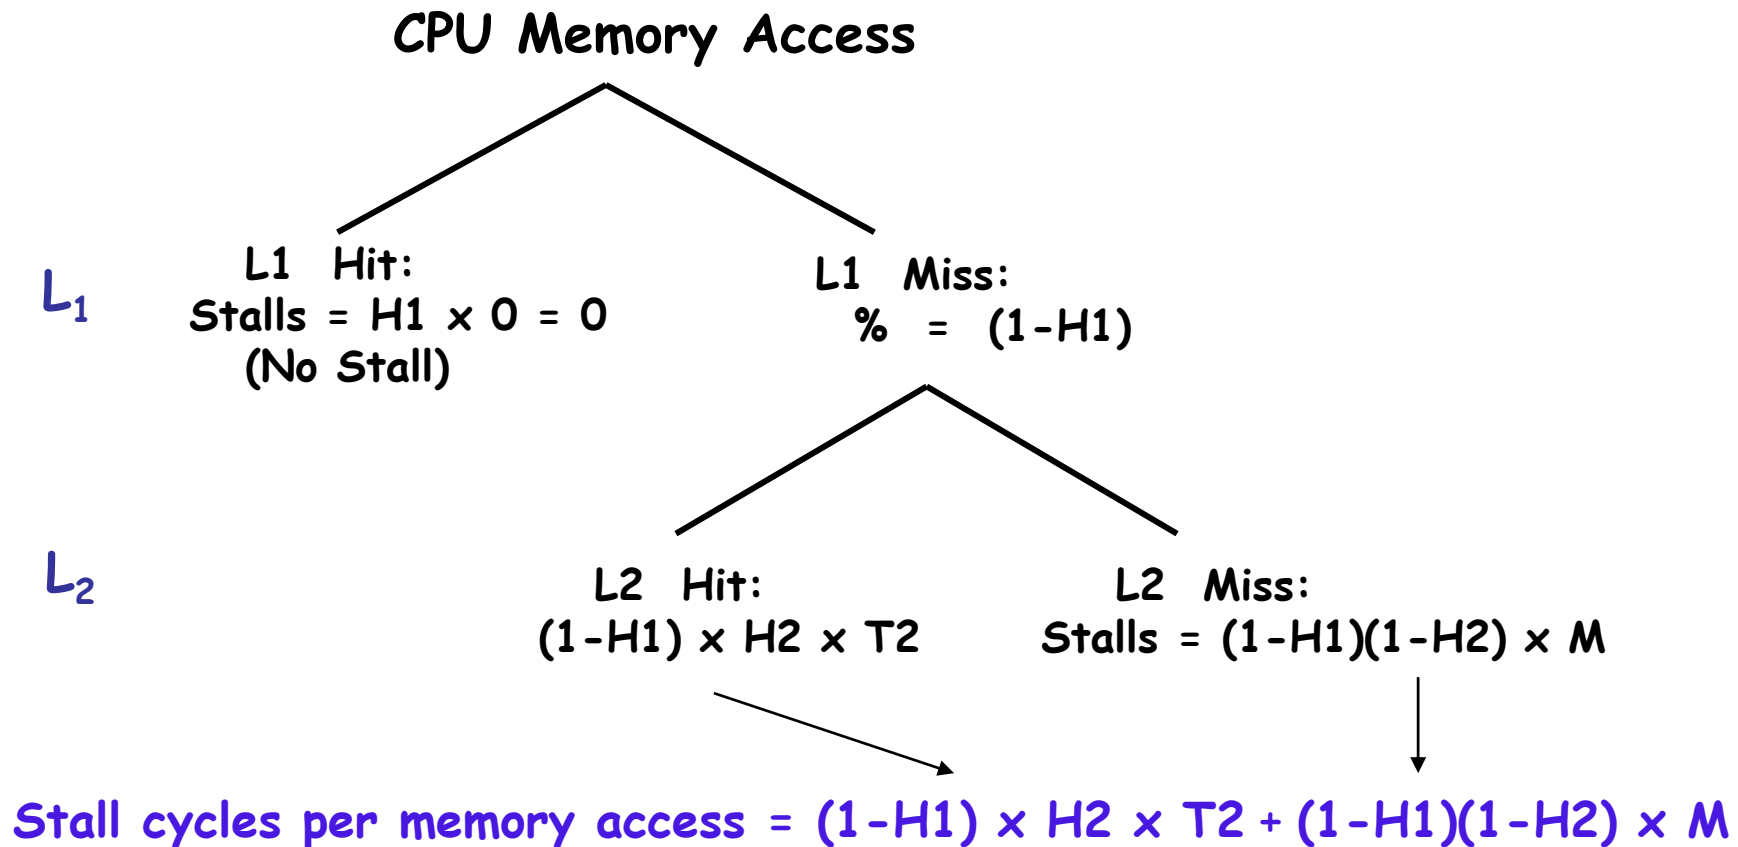 CPU Memory Access
L1
L1 Hit:
Stalls = H1 x 0 = 0
(No Stall)
L1 Miss:
% = (1-H1)
L2
L2 Hit:
(1-H1) x H2 x T2
L2 Miss:
Stalls = (1-H1)(1-H2) x M
Stall cycles per memory access = (1-H1) x H2 x T2 + (1-H1)(1-H2) x M